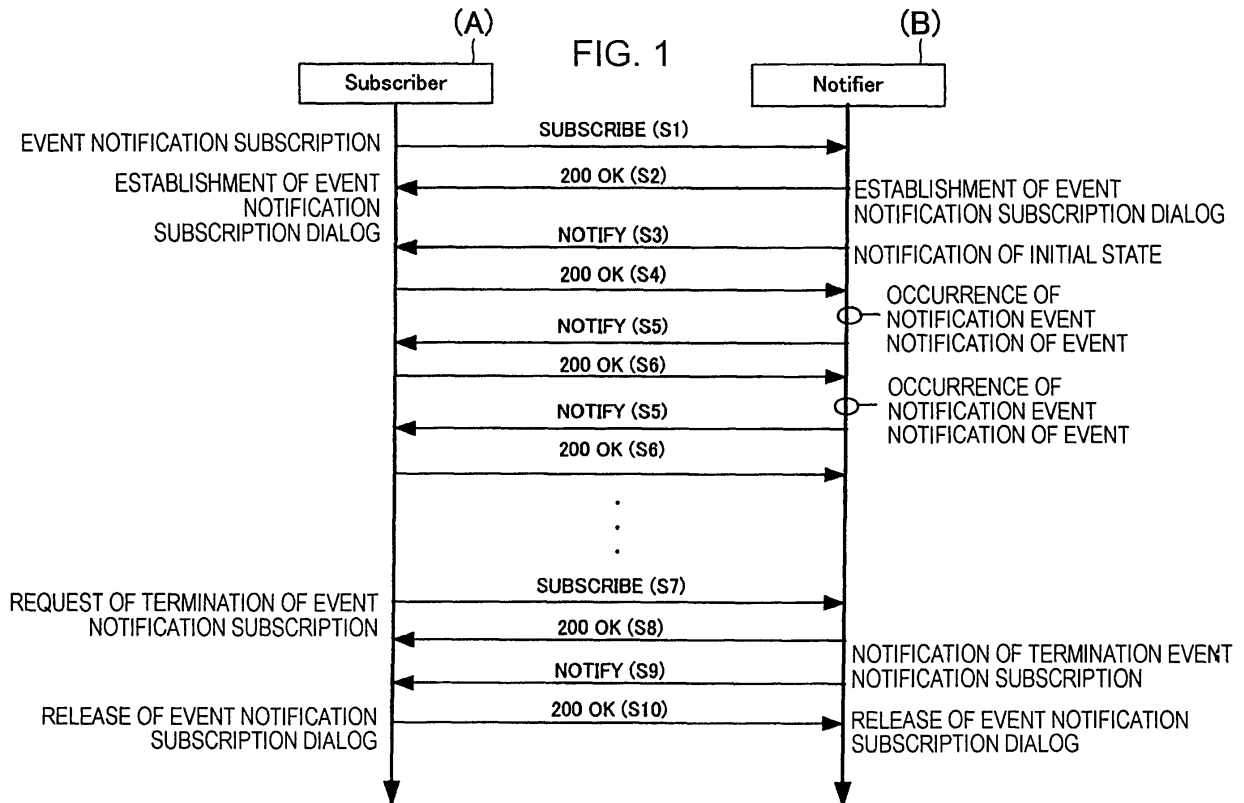 (A)
(B)
FIG. 1
Subscriber
Notifier
SUBSCRIBE (S1)
EVENT NOTIFICATION SUBSCRIPTION
200 OK (S2)
ESTABLISHMENT OF EVENT
NOTIFICATION
SUBSCRIPTION DIALOG
ESTABLISHMENT OF EVENT
NOTIFICATION SUBSCRIPTION DIALOG
NOTIFY (S3)
NOTIFICATION OF INITIAL STATE
200 OK (S4)
OCCURRENCE OF
NOTIFICATION EVENT
NOTIFICATION OF EVENT
NOTIFY (S5)
200 OK (S6)
OCCURRENCE OF
NOTIFICATION EVENT
NOTIFICATION OF EVENT
NOTIFY (S5)
200 OK (S6)
SUBSCRIBE (S7)
REQUEST OF TERMINATION OF EVENT
NOTIFICATION SUBSCRIPTION
200 OK (S8)
NOTIFICATION OF TERMINATION EVENT
NOTIFICATION SUBSCRIPTION
NOTIFY (S9)
200 OK (S10)
RELEASE OF EVENT NOTIFICATION
SUBSCRIPTION DIALOG
RELEASE OF EVENT NOTIFICATION
SUBSCRIPTION DIALOG